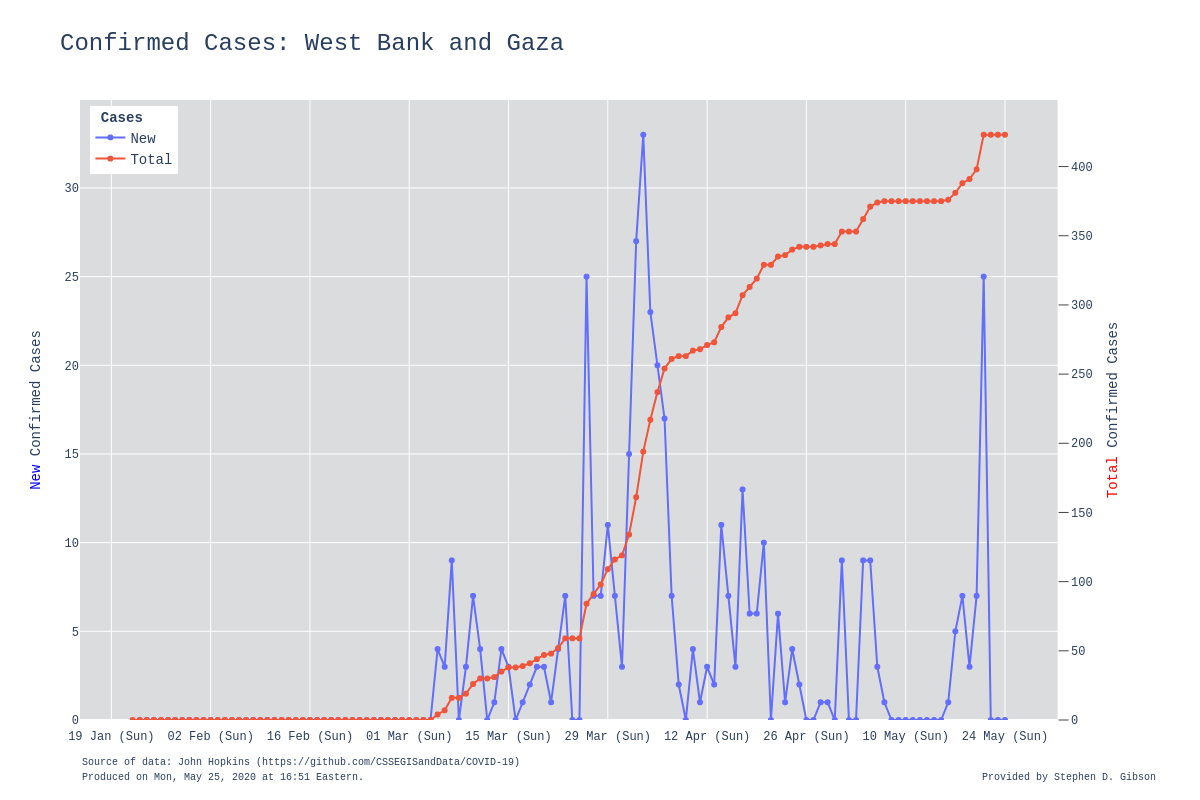 Confirmed Cases: West Bank and Gaza
Cases
New
Total
30
25
20
15
10
5
0
New Confirmed Cases
400
350
300
250
200
150
100
50
0
Total Confirmed Cases
19 Jan (Sun) 02 Feb (Sun) 16 Feb (Sun) 01 Mar (Sun) 15 Mar (Sun) 29 Mar (Sun) 12 Apr (Sun) 26 Apr (Sun) 10 May (Sun) 24 May (Sun)
Source of data: John Hopkins (https://github.com/CSSEGISandData/COVID-19)
Produced on Mon, May 25, 2020 at 16:51 Eastern.
Provided by Stephen D. Gibson